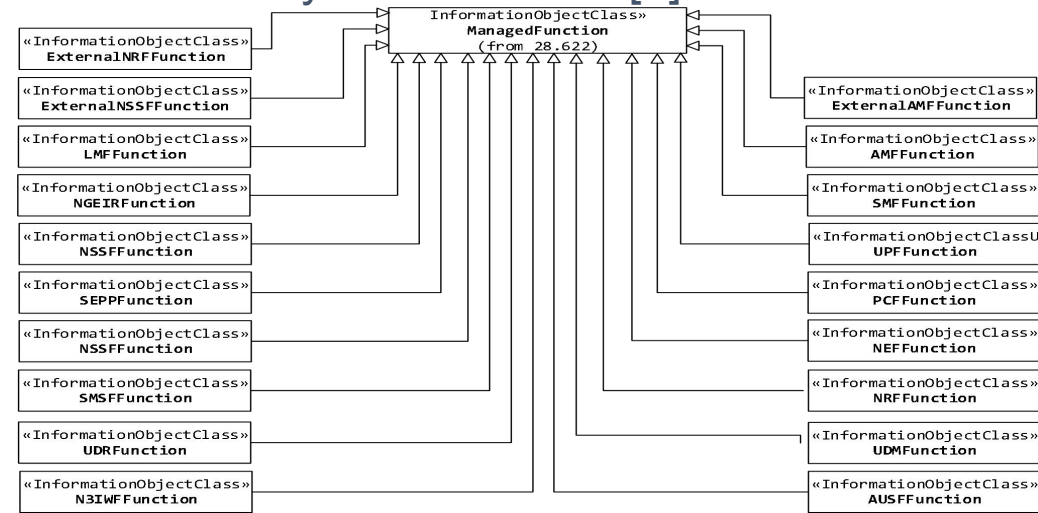 InformationObjectClass»
ManagedFunction
(from 28.622)
«InformationObjectClass»
ExternalNRFFunction
«InformationObjectClass»
ExternalNSSFFunction
«InformationObjectClass»
LMFFunction
«InformationObjectClass»
NGEIRFunction
«InformationObjectClass»
NSSFFunction
«InformationObjectClass»
SEPPFunction
«InformationObjectClass»
NSSFFunction
«InformationObjectClass»
SMSFFunction
«InformationObjectClass»
UDRFunction
«InformationObjectClass»
N3IWFFunction
«InformationObjectClass»
ExternalAMFFunction
«InformationObjectClass»
AMFFunction
«InformationObjectClass»
SMFFunction
«InformationObjectClassU
UPFFunction
«InformationObjectClass»
PCFFunction
«InformationObjectClass»
NEFFunction
«InformationObjectClass»
NRFFunction
«InformationObjectClass»
UDMFunction
«InformationObjectClass»
AUSFFunction